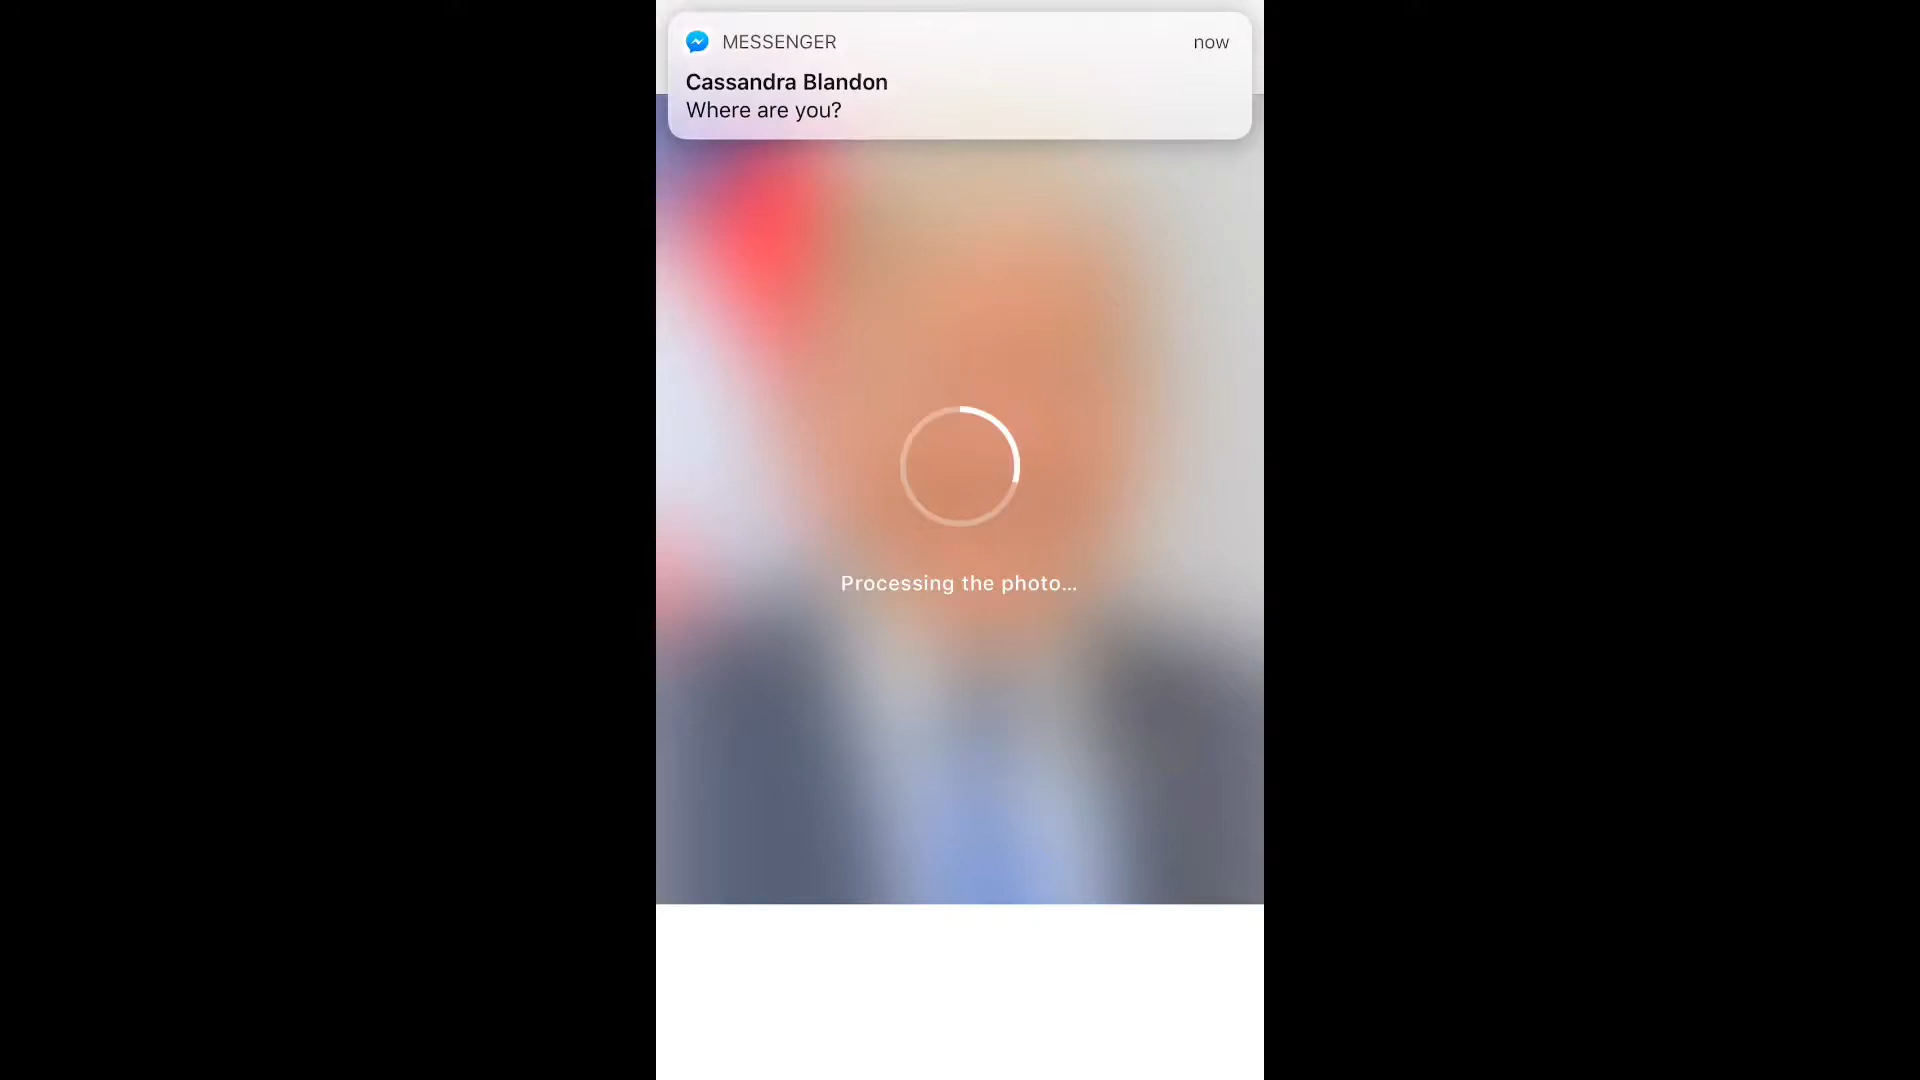 MESSENGER now
Cassandra Blandon
Where are you?
Processing the photo...